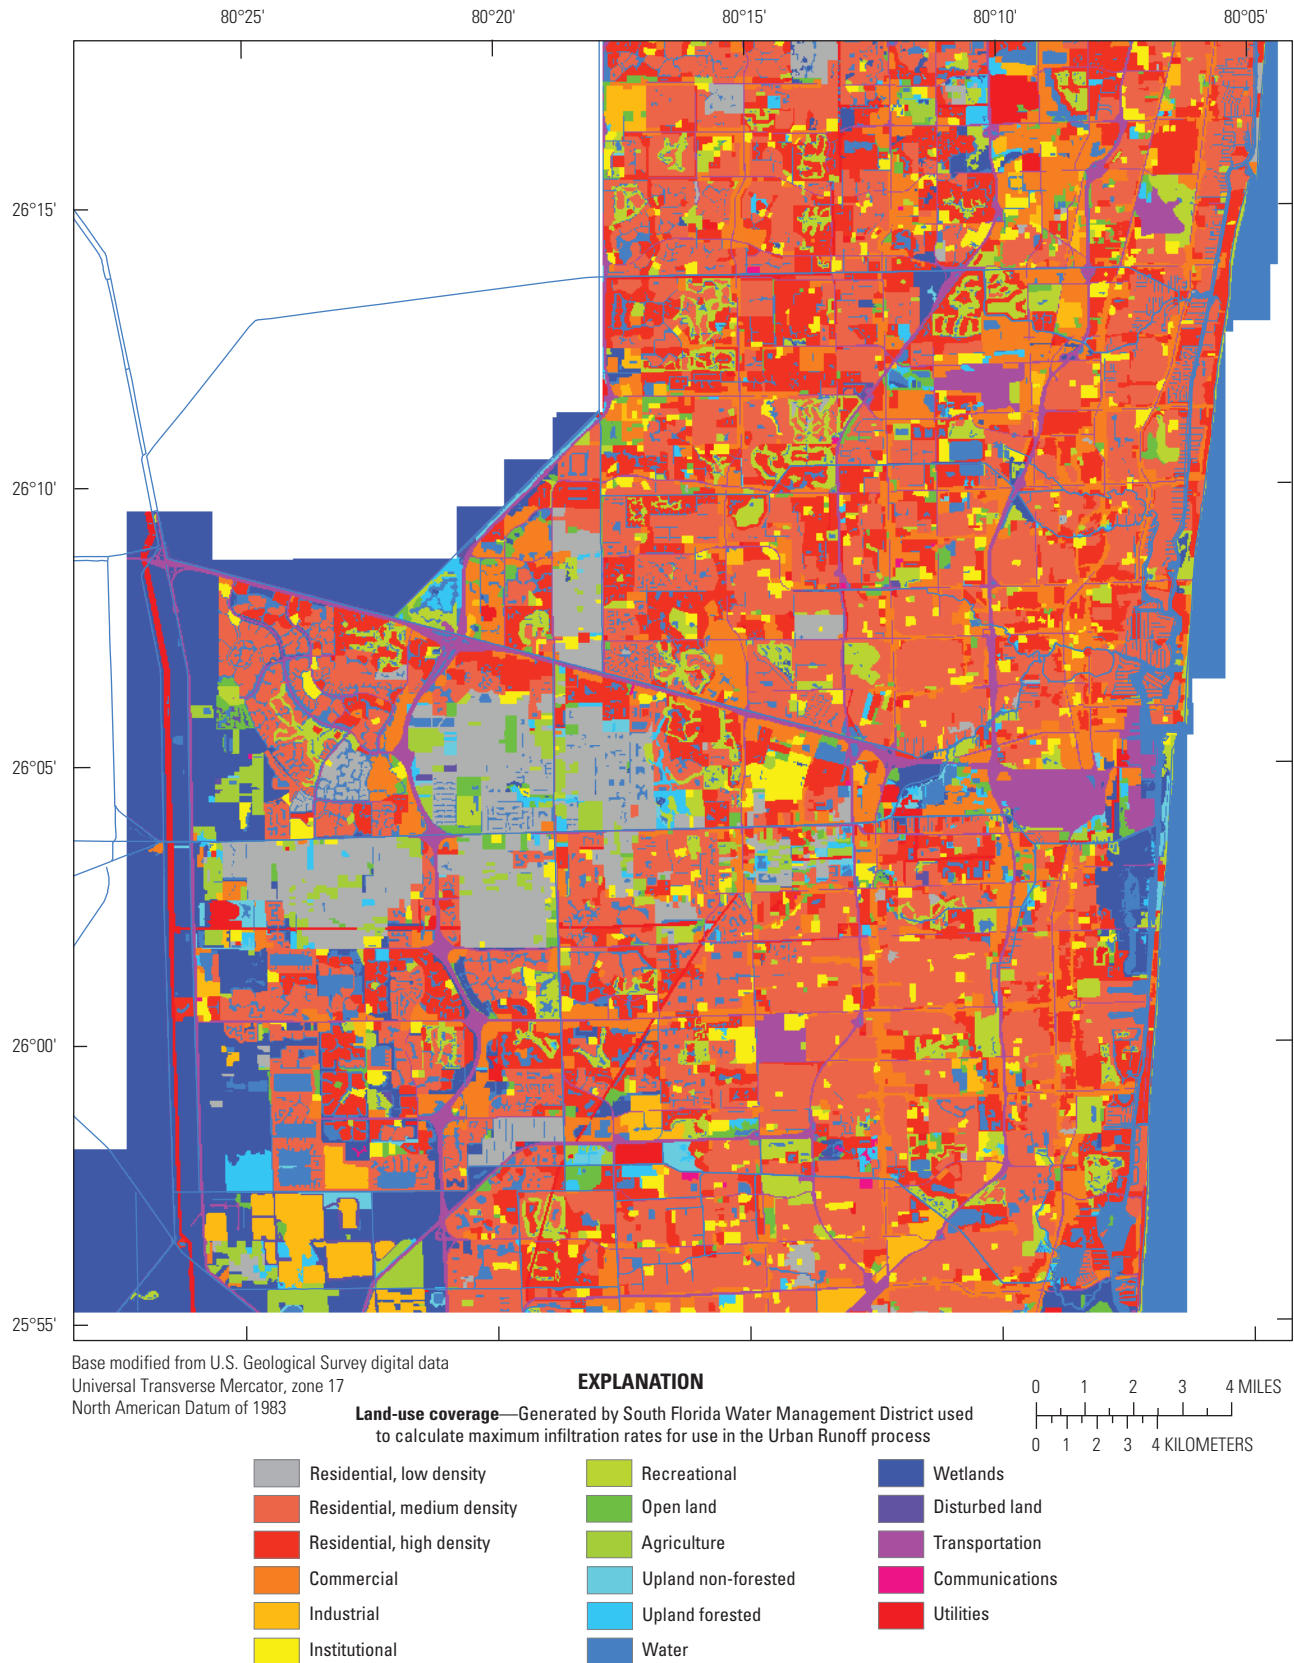 80°25' 80°20' 80°15' 80°10' 80°05'
26°15'
26°10'
26°05'
26°00'
25°55'
Base modified from U.S. Geological Survey digital data
Universal Transverse Mercator, zone 17
North American Datum of 1983
EXPLANATION
Land-use coverage—Generated by South Florida Water Management District used
to calculate maximum infiltration rates for use in the Urban Runoff process
0 1 2 3 4 MILES
0 1 2 3 4 KILOMETERS
Residential, low density
Residential, medium density
Residential, high density
Commercial
Industrial
Institutional
Recreational
Open land
Agriculture
Upland non-forested
Upland forested
Water
Wetlands
Disturbed land
Transportation
Communications
Utilities